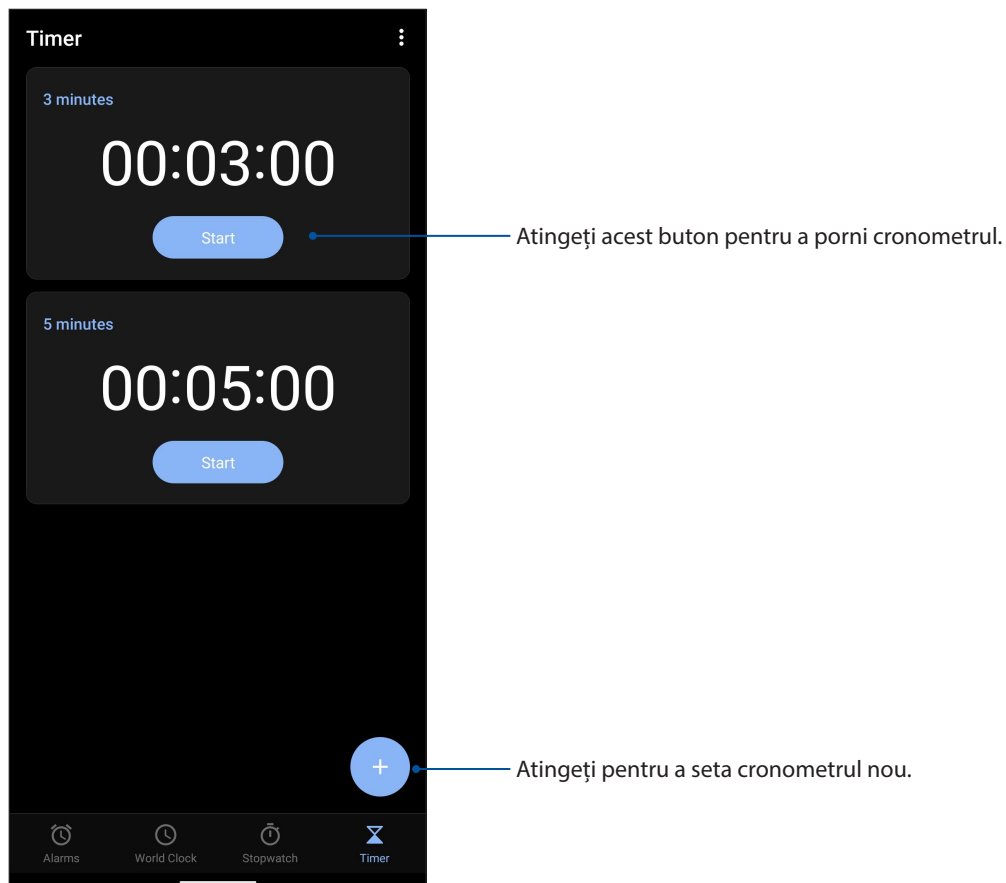 Timer
3 minutes
00:03:00
Start
Atingeți acest buton pentru a porni cronometrul.
5 minutes
00:05:00
Start
Atingeți pentru a seta cronometrul nou.
Alarms
World Clock
Stopwatch
Timer